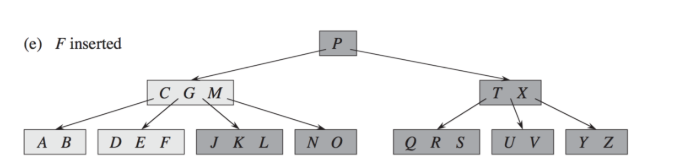 (e) F inserted
P
C G M
T X
A B
D E F
J K L
N O
Q R S
U V
Y Z